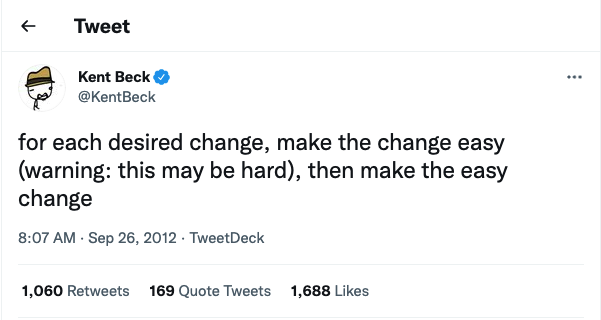 ← Tweet
Kent Beck
@KentBeck
for each desired change, make the change easy
(warning: this may be hard), then make the easy
change
8:07 AM · Sep 26, 2012 · TweetDeck
1,060 Retweets 169 Quote Tweets 1,688 Likes